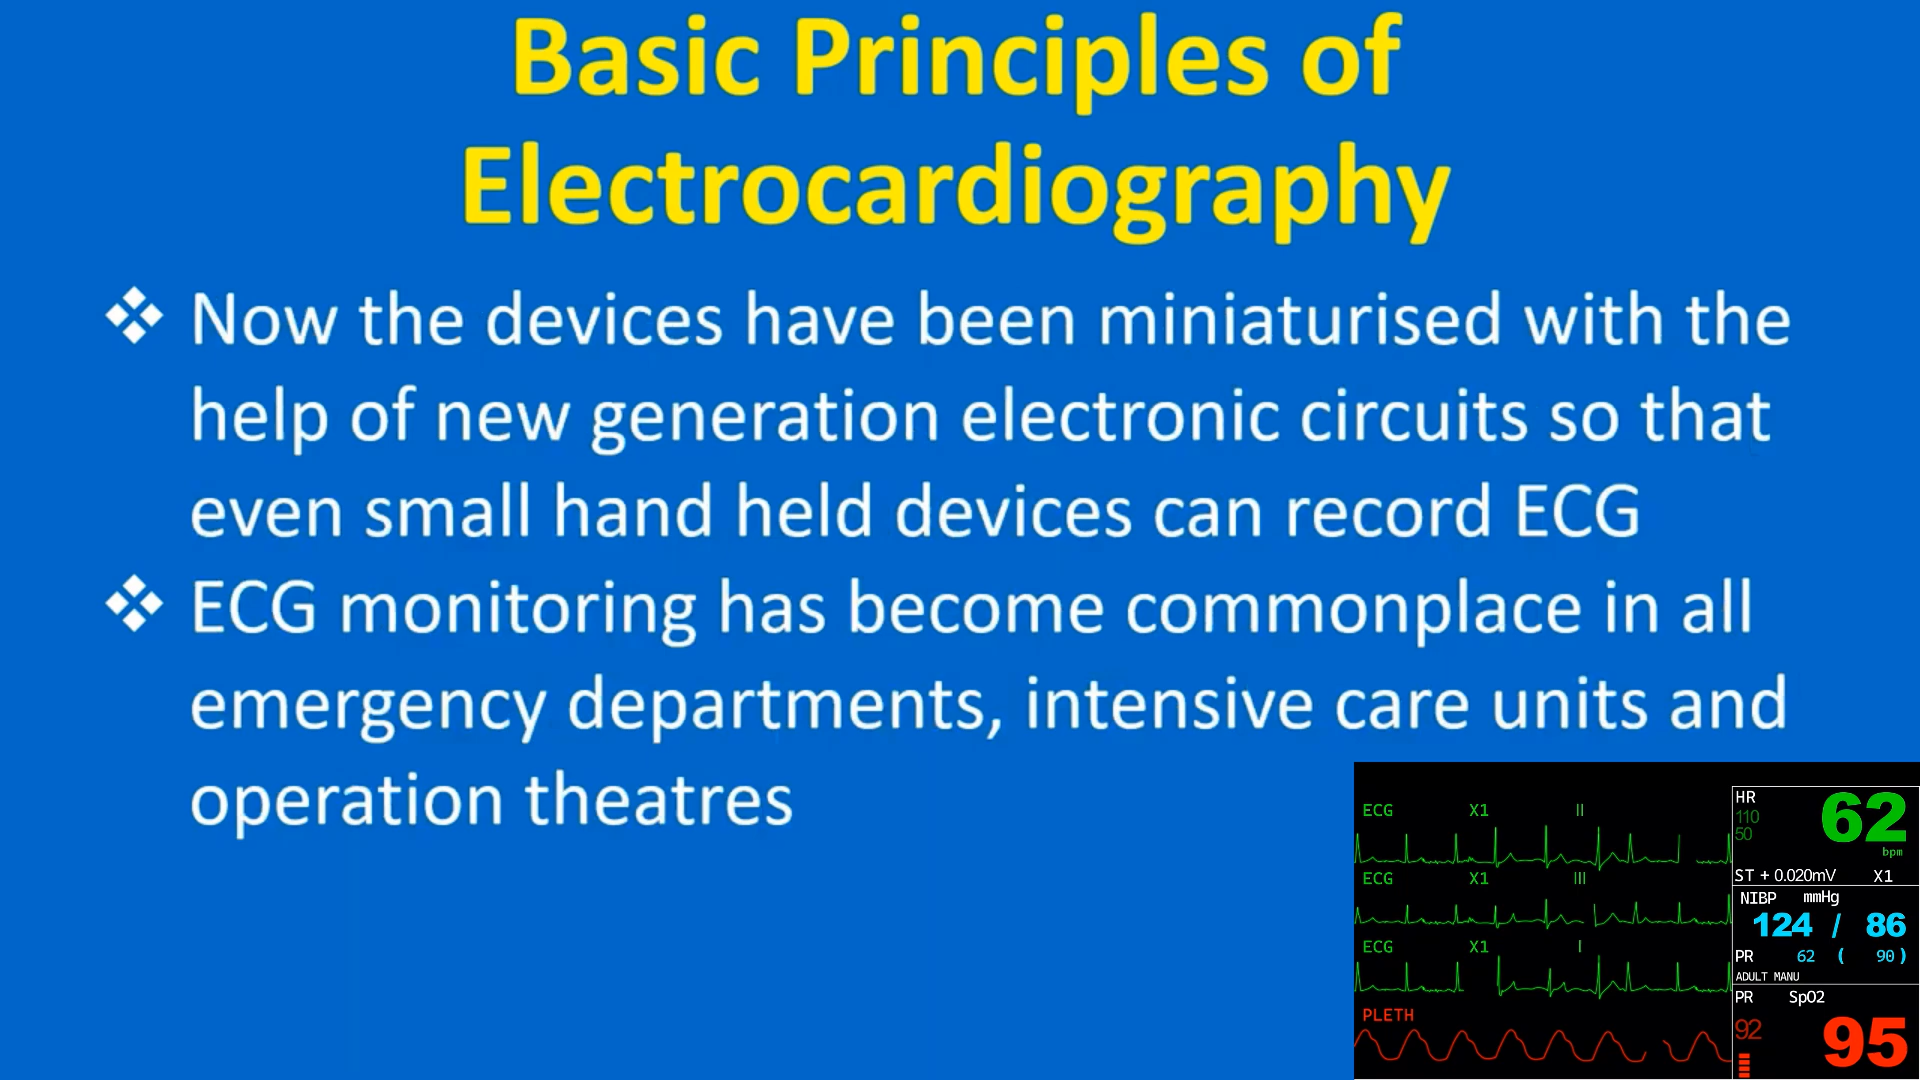 Basic Principles of
Electrocardiography
❖ Now the devices have been miniaturised with the
help of new generation electronic circuits so that
even small hand held devices can record ECG
❖ ECG monitoring has become commonplace in all
emergency departments, intensive care units and
operation theatres
ECG X1 II
ECG X1 III
ECG X1 I
PLETH
HR
110
50
62
bpm
ST + 0.020mV X1
NIBP mmHg
124 / 86
PR 62 ( 90 )
ADULT MANU
PR SpO2
92
95